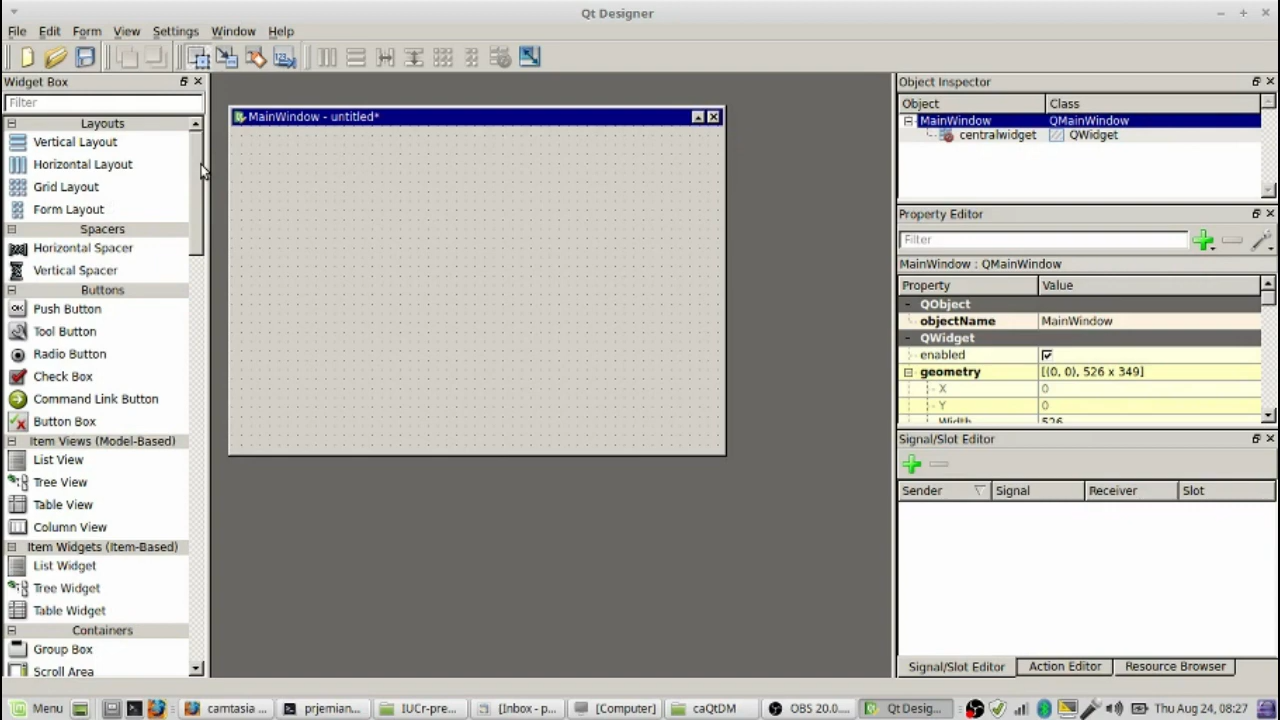 Qt Designer
File Edit Form View Settings Window Help
Widget Box
Filter
Layouts
Vertical Layout
Horizontal Layout
Grid Layout
Form Layout
Spacers
Horizontal Spacer
Vertical Spacer
Buttons
OK Push Button
Tool Button
Radio Button
Check Box
Command Link Button
Button Box
Item Views (Model-Based)
List View
Tree View
Table View
Column View
Item Widgets (Item-Based)
List Widget
Tree Widget
Table Widget
Containers
Group Box
Scroll Area
MainWindow - untitled*
Object Inspector
Object Class
MainWindow QMainWindow
centralwidget QWidget
Property Editor
Filter
MainWindow : QMainWindow
Property Value
QObject
objectName MainWindow
QWidget
enabled
geometry [(0, 0), 526 x 349]
X 0
Y 0
Width 526
Signal/Slot Editor
Sender Signal Receiver Slot
Signal/Slot Editor Action Editor Resource Browser
Menu camtasia ... prjemian... IUCr-pre... [Inbox - p... [Computer] caQtDM OBS 20.0.... Qt Desig... Thu Aug 24, 08:27